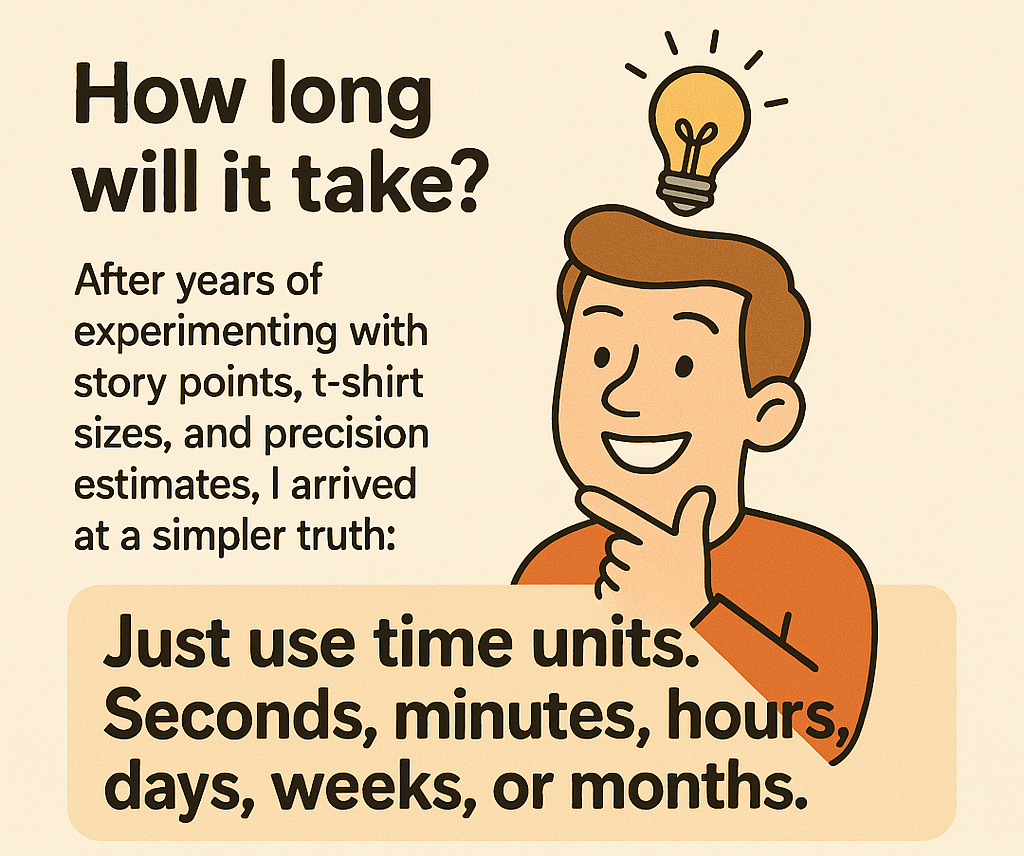 How long
will it take?
After years of
experimenting with
story points, t-shirt
sizes, and precision
estimates, I arrived
at a simpler truth:
Just use time units.
Seconds, minutes, hours,
days, weeks, or months.